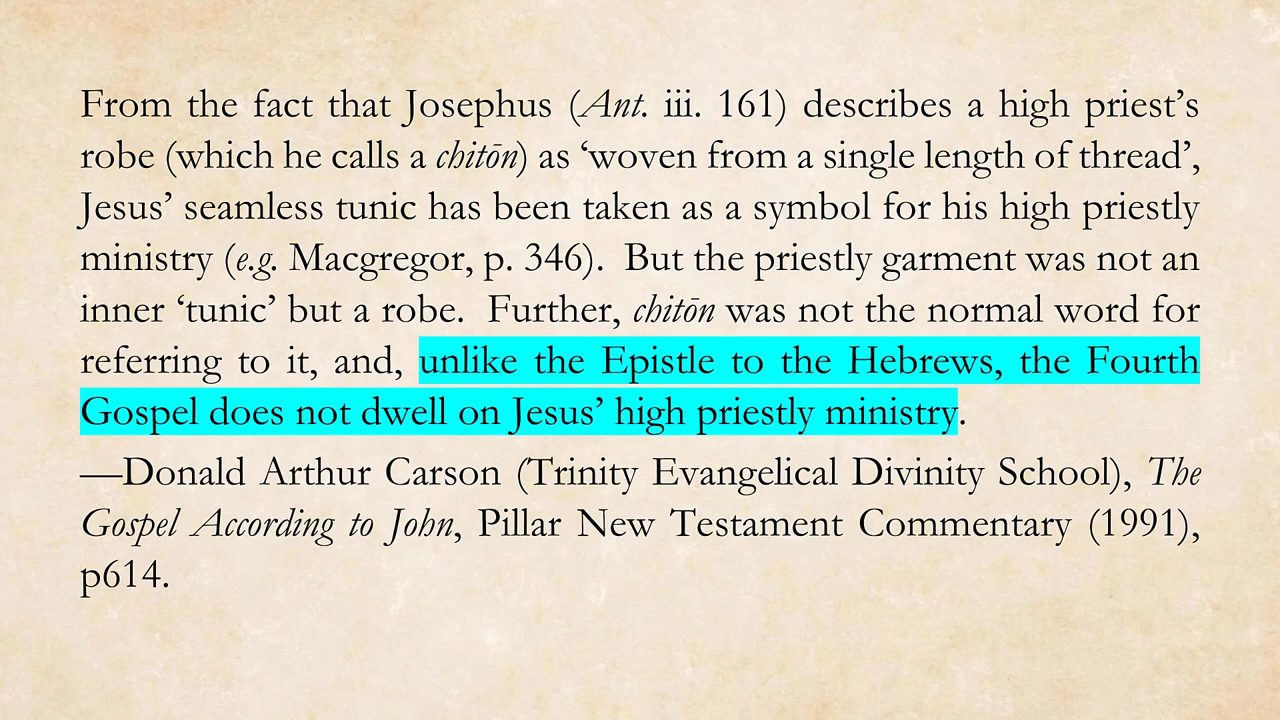 From the fact that Josephus (Ant. iii. 161) describes a high priest’s
robe (which he calls a chitōn) as ‘woven from a single length of thread’,
Jesus’ seamless tunic has been taken as a symbol for his high priestly
ministry (e.g. Macgregor, p. 346).  But the priestly garment was not an
inner ‘tunic’ but a robe.  Further, chitōn was not the normal word for
referring to it, and, unlike the Epistle to the Hebrews, the Fourth
Gospel does not dwell on Jesus’ high priestly ministry.
—Donald Arthur Carson (Trinity Evangelical Divinity School), The
Gospel According to John, Pillar New Testament Commentary (1991),
p614.